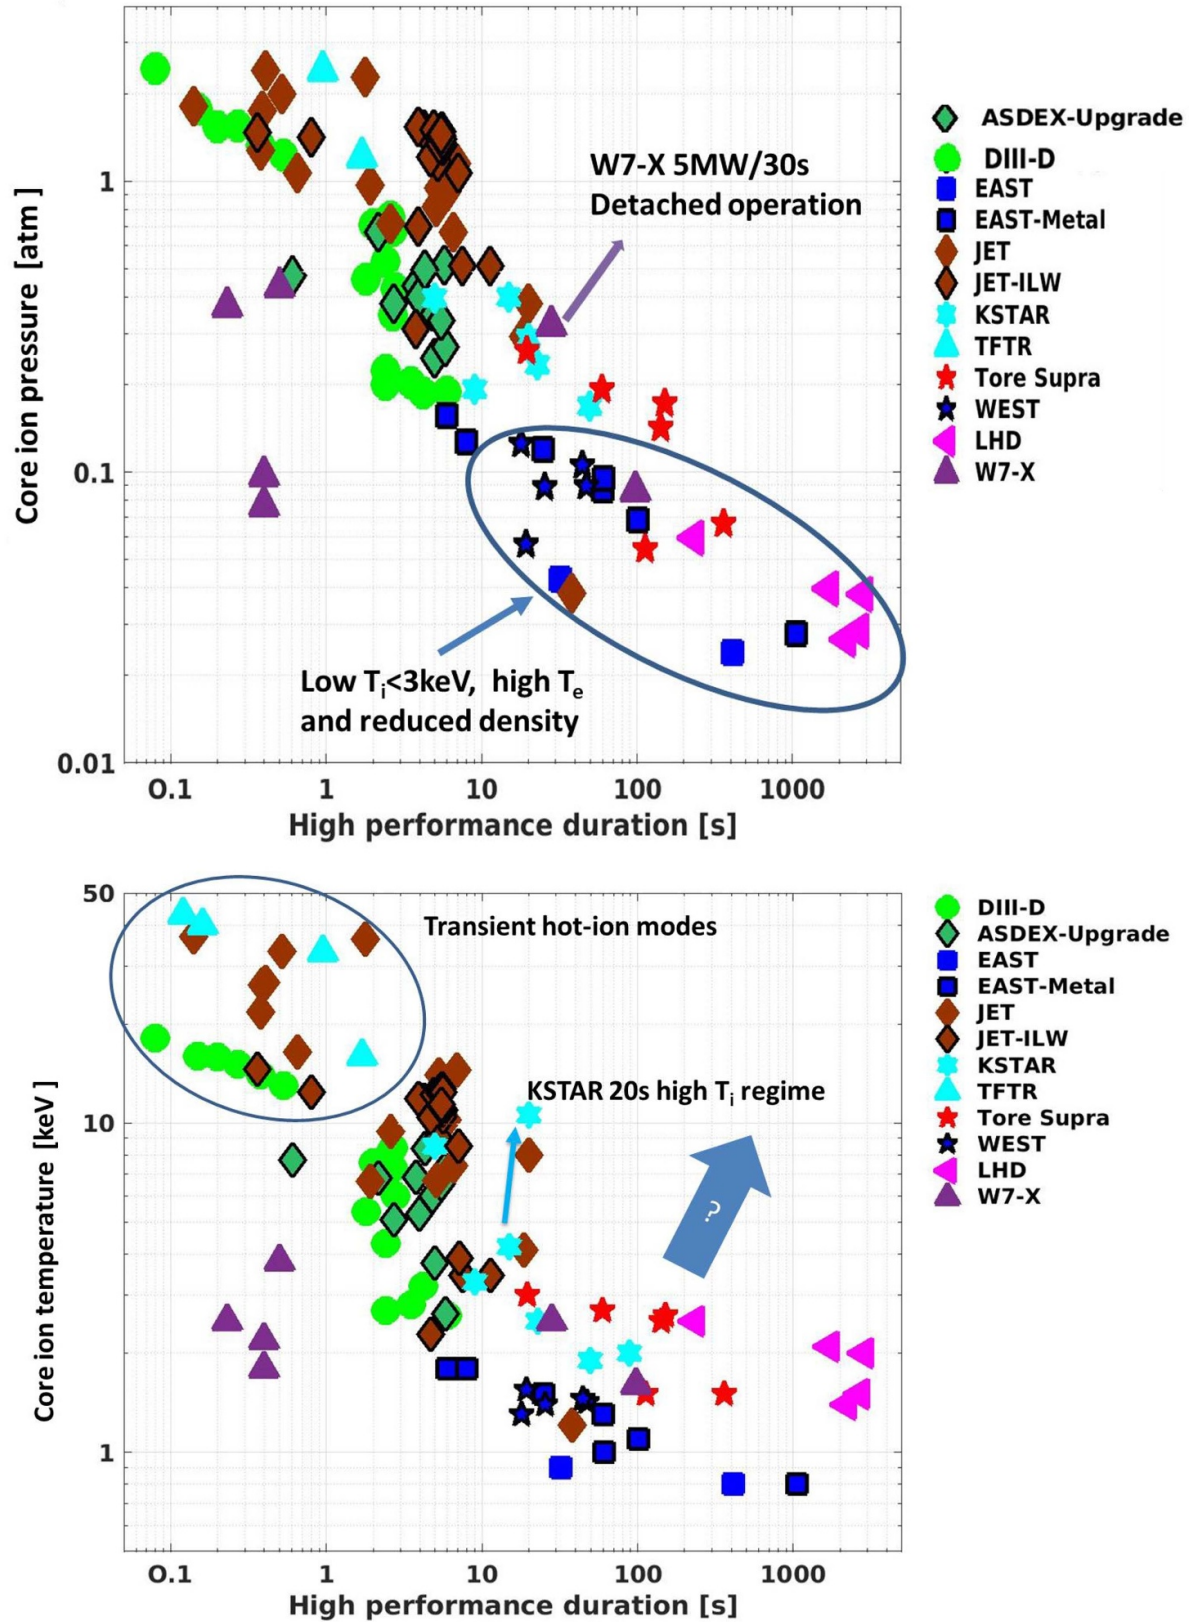 W7-X 5MW/30s
Detached operation
Low Ti<3keV, high Te
and reduced density
Core ion pressure [atm]
1
0.1
0.01
O.1 1 10 100 1000
High performance duration [s]
ASDEX-Upgrade
DIII-D
EAST
EAST-Metal
JET
JET-ILW
KSTAR
TFTR
Tore Supra
WEST
LHD
W7-X
Transient hot-ion modes
KSTAR 20s high Ti regime
?
Core ion temperature [keV]
50
10
1
O.1 1 10 100 1000
High performance duration [s]
DIII-D
ASDEX-Upgrade
EAST
EAST-Metal
JET
JET-ILW
KSTAR
TFTR
Tore Supra
WEST
LHD
W7-X